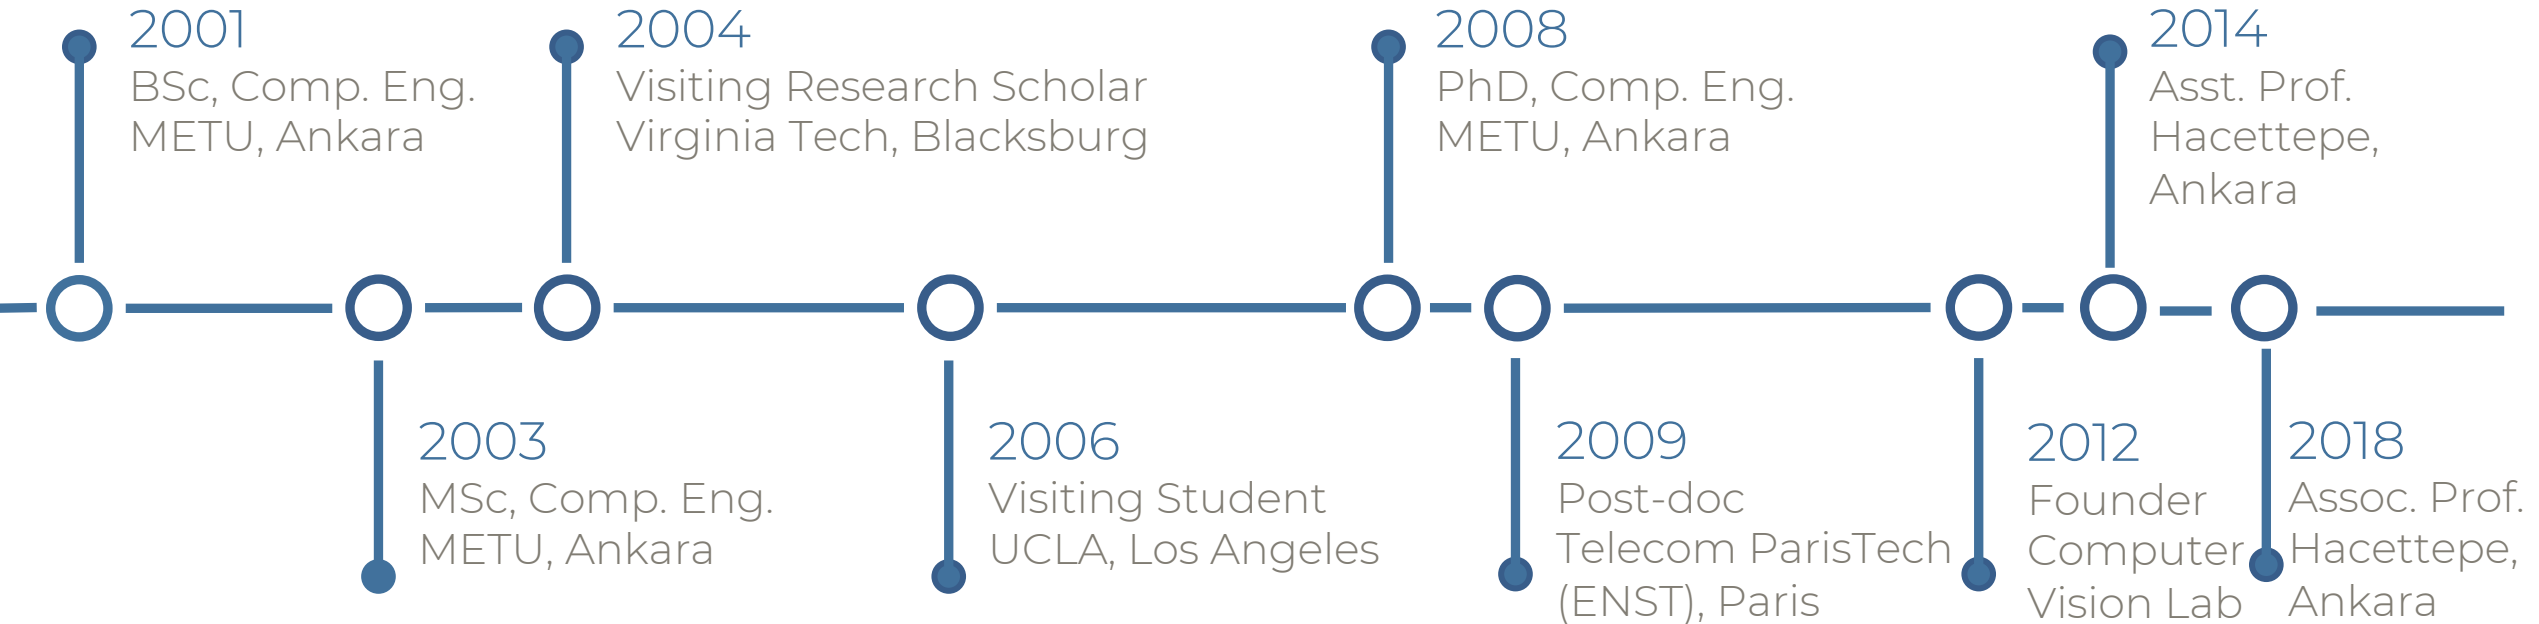 2001
BSc, Comp. Eng.
METU, Ankara
2003
MSc, Comp. Eng.
METU, Ankara
2004
Visiting Research Scholar
Virginia Tech, Blacksburg
2006
Visiting Student
UCLA, Los Angeles
2008
PhD, Comp. Eng.
METU, Ankara
2009
Post-doc
Telecom ParisTech
(ENST), Paris
2012
Founder
Computer
Vision Lab
2014
Asst. Prof.
Hacettepe,
Ankara
2018
Assoc. Prof.
Hacettepe,
Ankara